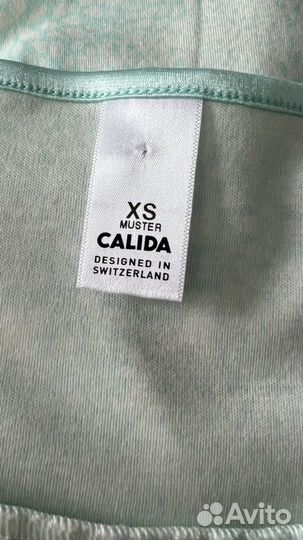 XS
MUSTER
CALIDA
DESIGNED IN
SWITZERLAND
Avito